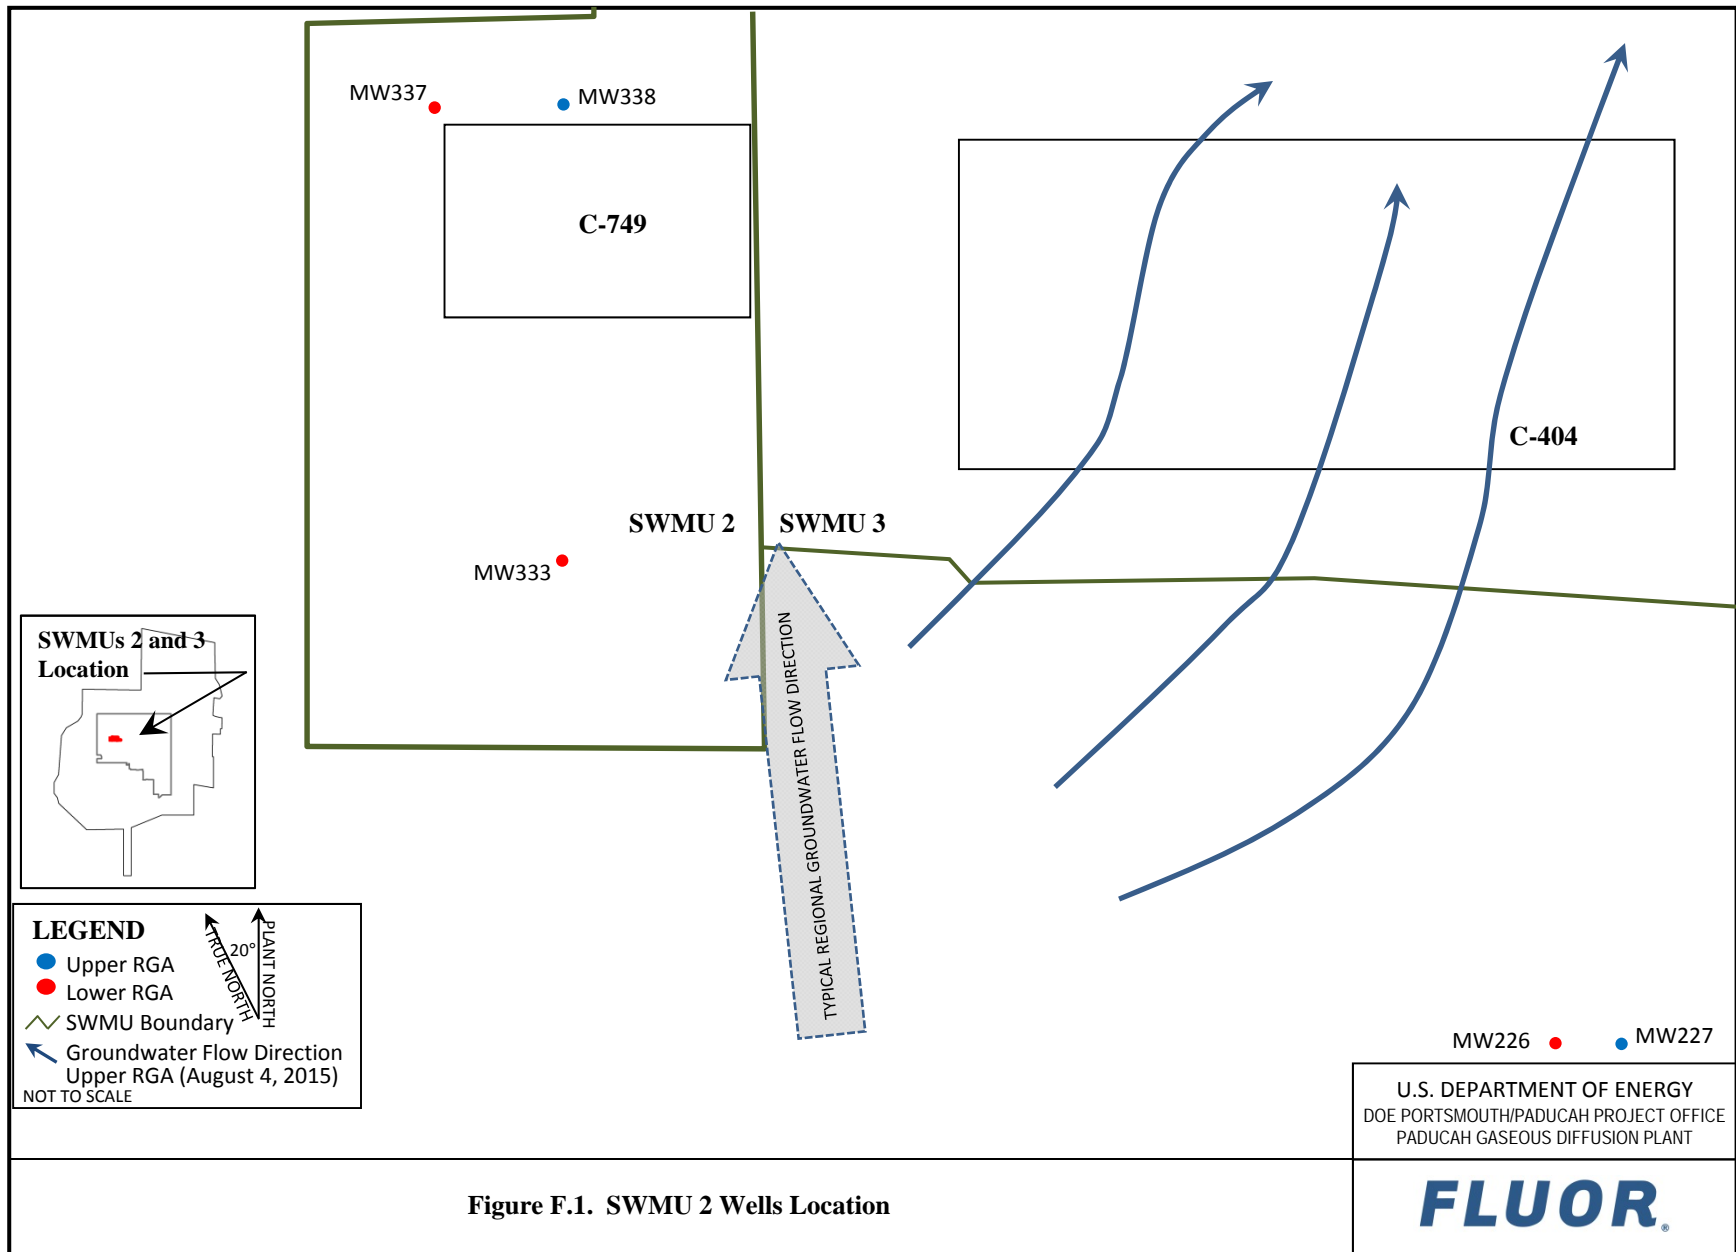 MW337
MW338
C-749
C-404
SWMU 2
SWMU 3
MW333
TYPICAL REGIONAL GROUNDWATER FLOW DIRECTION
SWMUs 2 and 3
Location
LEGEND
Upper RGA
Lower RGA
SWMU Boundary
Groundwater Flow Direction
Upper RGA (August 4, 2015)
NOT TO SCALE
TRUE NORTH
20°
PLANT NORTH
MW226
MW227
U.S. DEPARTMENT OF ENERGY
DOE PORTSMOUTH/PADUCAH PROJECT OFFICE
PADUCAH GASEOUS DIFFUSION PLANT
Figure F.1. SWMU 2 Wells Location
FLUOR®